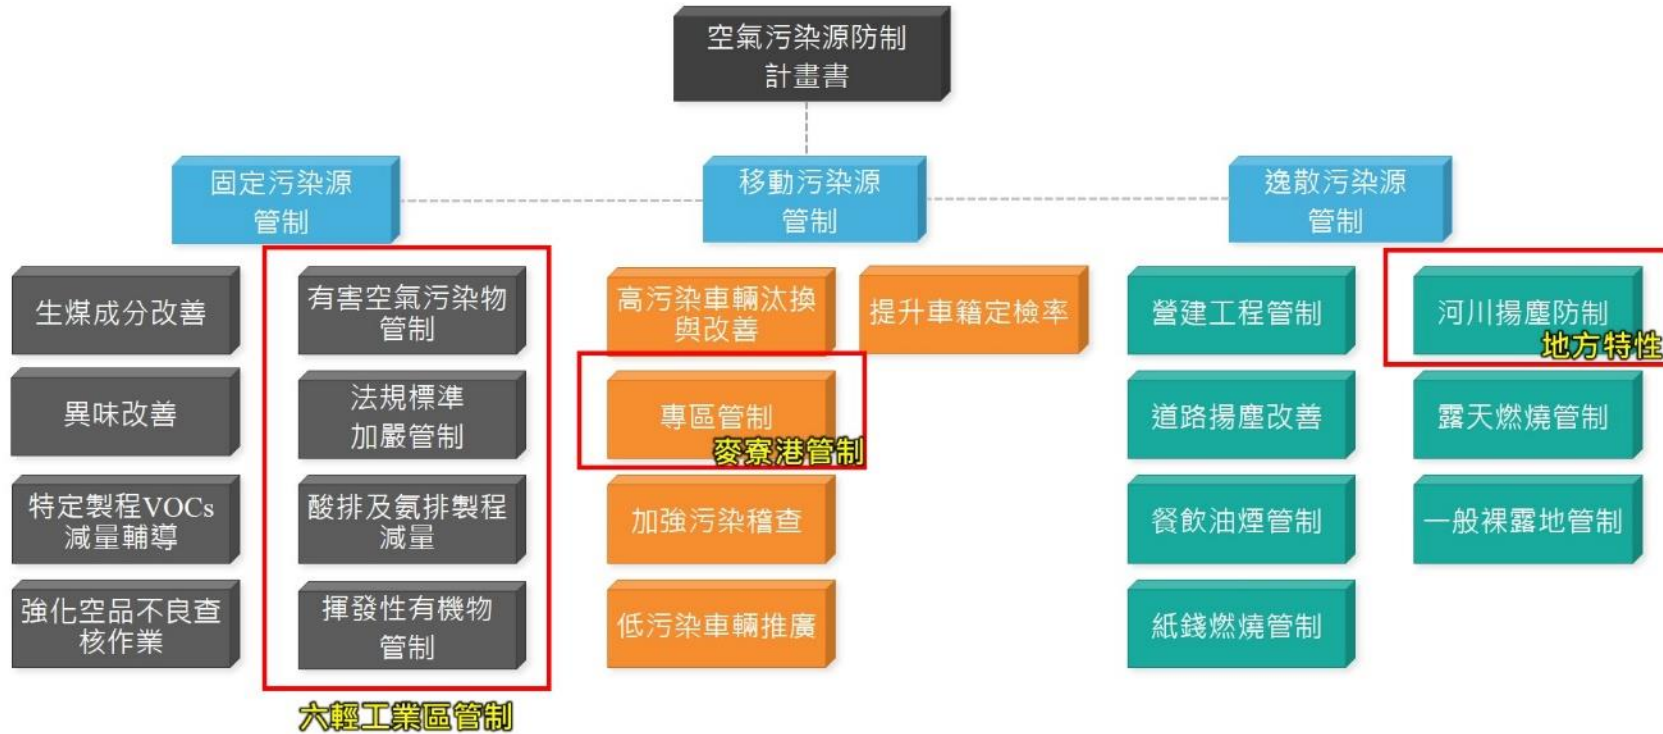 空氣污染源防制
計畫書
固定污染源
管制
移動污染源
管制
逸散污染源
管制
生煤成分改善
異味改善
特定製程VOCs
減量輔導
強化空品不良查
核作業
有害空氣污染物
管制
法規標準
加嚴管制
酸排及氨排製程
減量
揮發性有機物
管制
六輕工業區管制
高污染車輛汰換
與改善
專區管制
麥寮港管制
加強污染稽查
低污染車輛推廣
提升車籍定檢率
營建工程管制
道路揚塵改善
餐飲油煙管制
紙錢燃燒管制
河川揚塵防制
地方特性
露天燃燒管制
一般裸露地管制